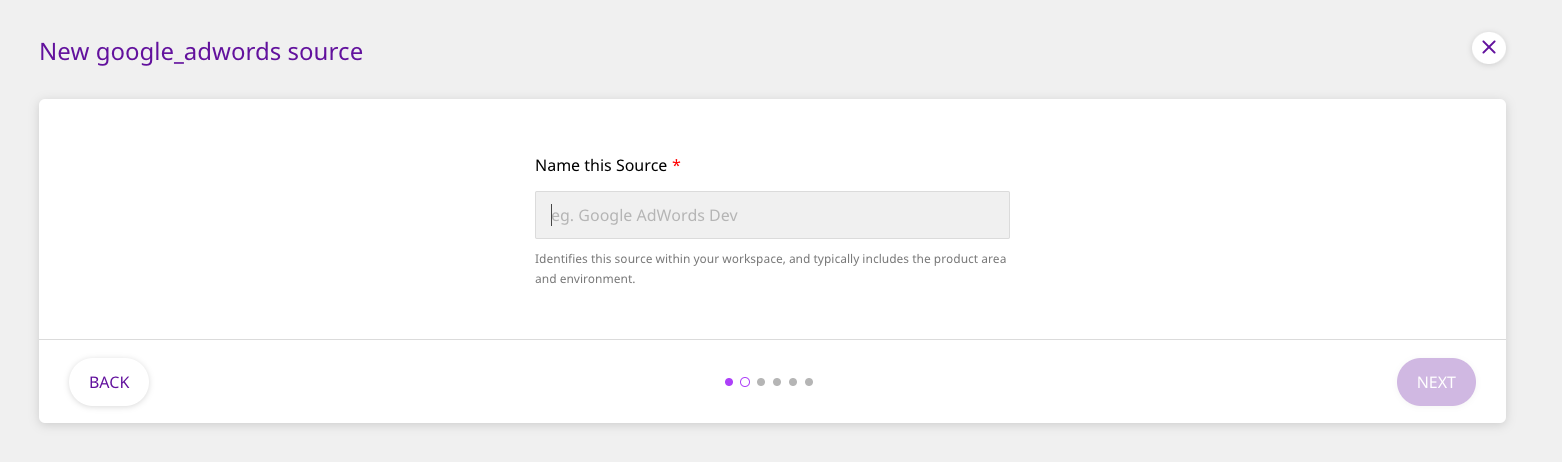 New google_adwords source
Name this Source *
eg. Google AdWords Dev
Identifies this source within your workspace, and typically includes the product area
and environment.
BACK
NEXT